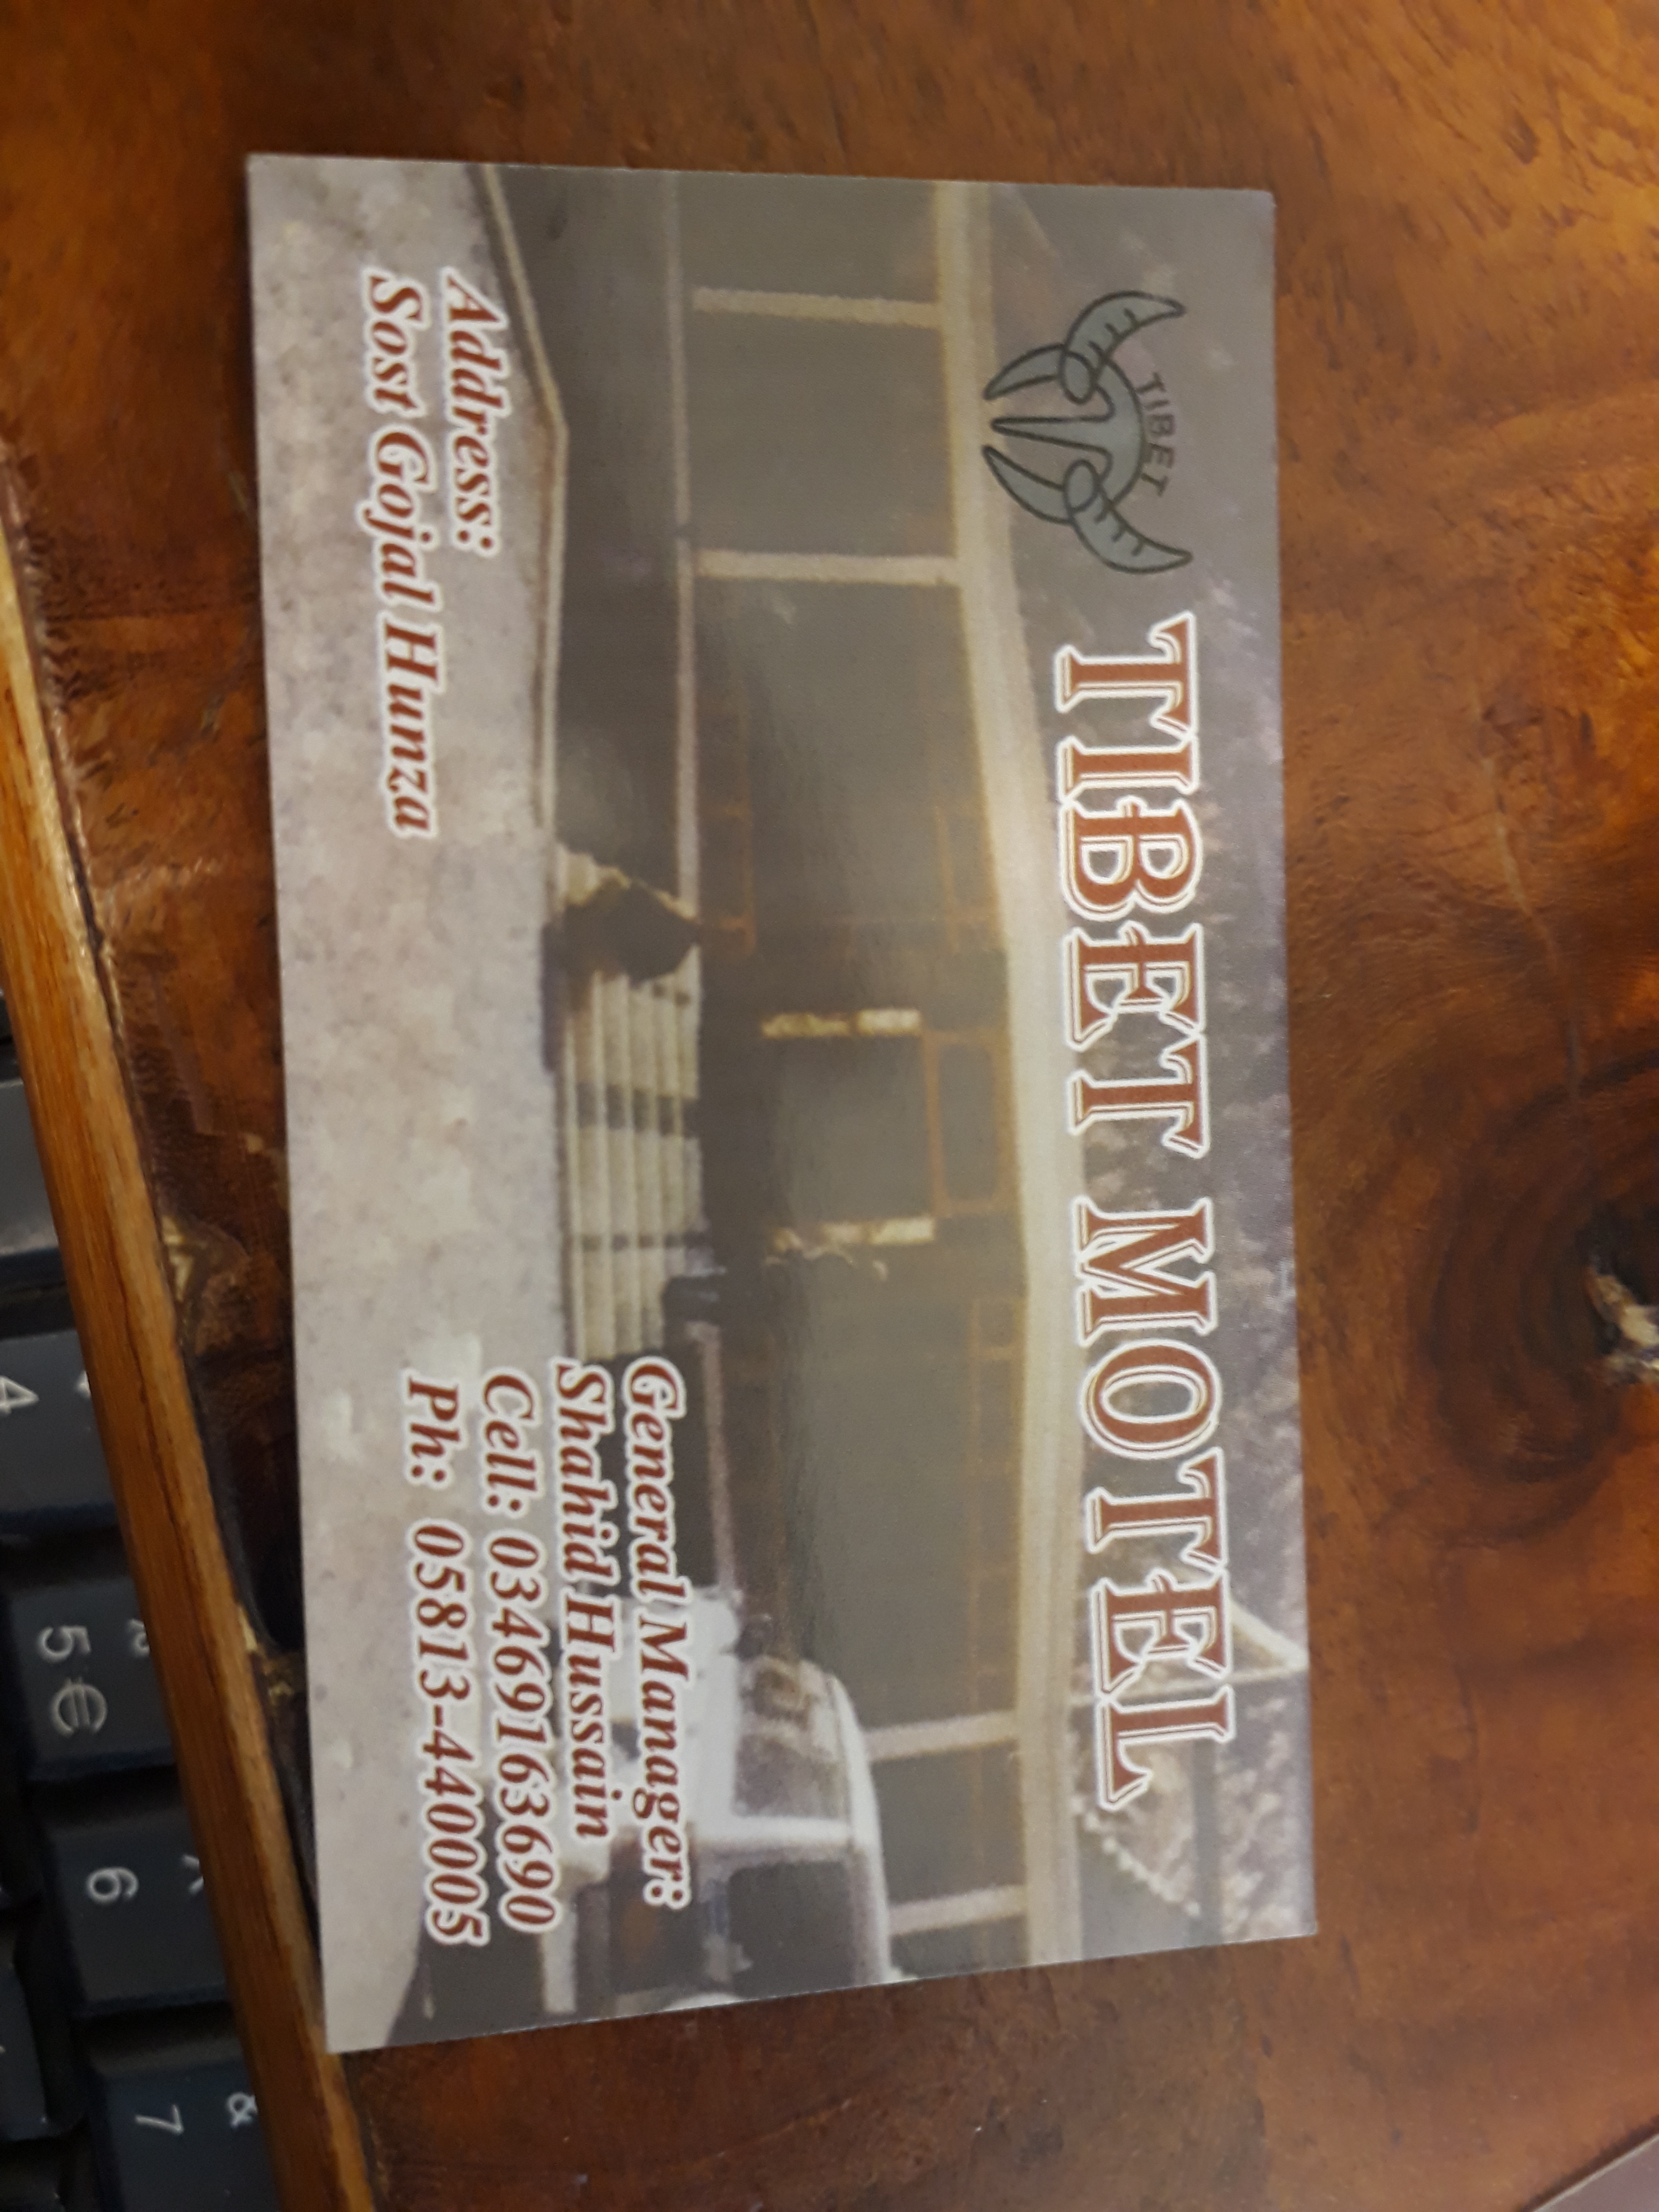 TIBET
TIBET MOTEL
Address:
Sost Gojal Hunza
General Manager:
Shahid Hussain
Cell: 03469163690
Ph: 05813-440005
4
5 €
6
& 7